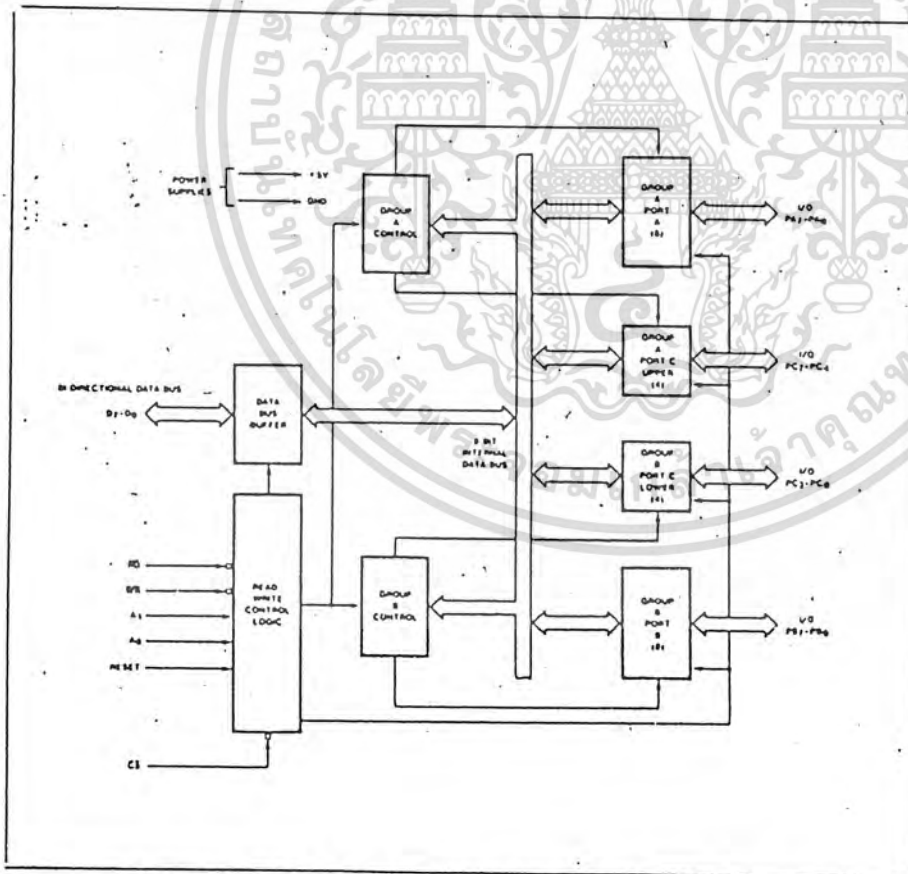 POWER
SUPPLIES
+5V
GND
GROUP
A
CONTROL
GROUP
A
PORT
A
(8)
I/O
PA7-PA0
GROUP
A
PORT C
UPPER
(4)
I/O
PC7-PC4
BI DIRECTIONAL DATA BUS
D7-D0
DATA
BUS
BUFFER
8 BIT
INTERNAL
DATA BUS
GROUP
B
PORT C
LOWER
(4)
I/O
PC3-PC0
RD
WR
A1
A0
RESET
CS
READ
WRITE
CONTROL
LOGIC
GROUP
B
CONTROL
GROUP
B
PORT
B
(8)
I/O
PB7-PB0